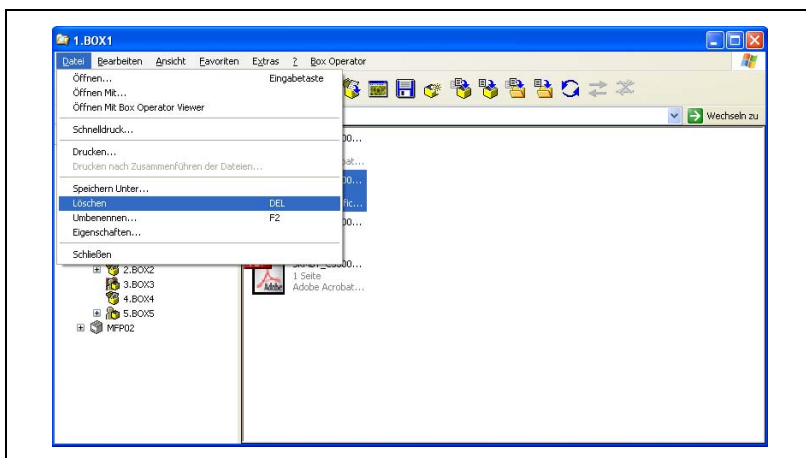 1.BOX1
Datei Bearbeiten Ansicht Favoriten Extras ? Box Operator
Öffnen... Eingabetaste
Öffnen Mit...
Öffnen Mit Box Operator Viewer
Schnelldruck...
Drucken...
Drucken nach Zusammenführen der Dateien...
Speichern Unter...
Löschen DEL
Umbenennen... F2
Eigenschaften...
Schließen
Wechseln zu
2.BOX2
3.BOX3
4.BOX4
5.BOX5
MFP02
1 Seite
Adobe Acrobat...
Adobe